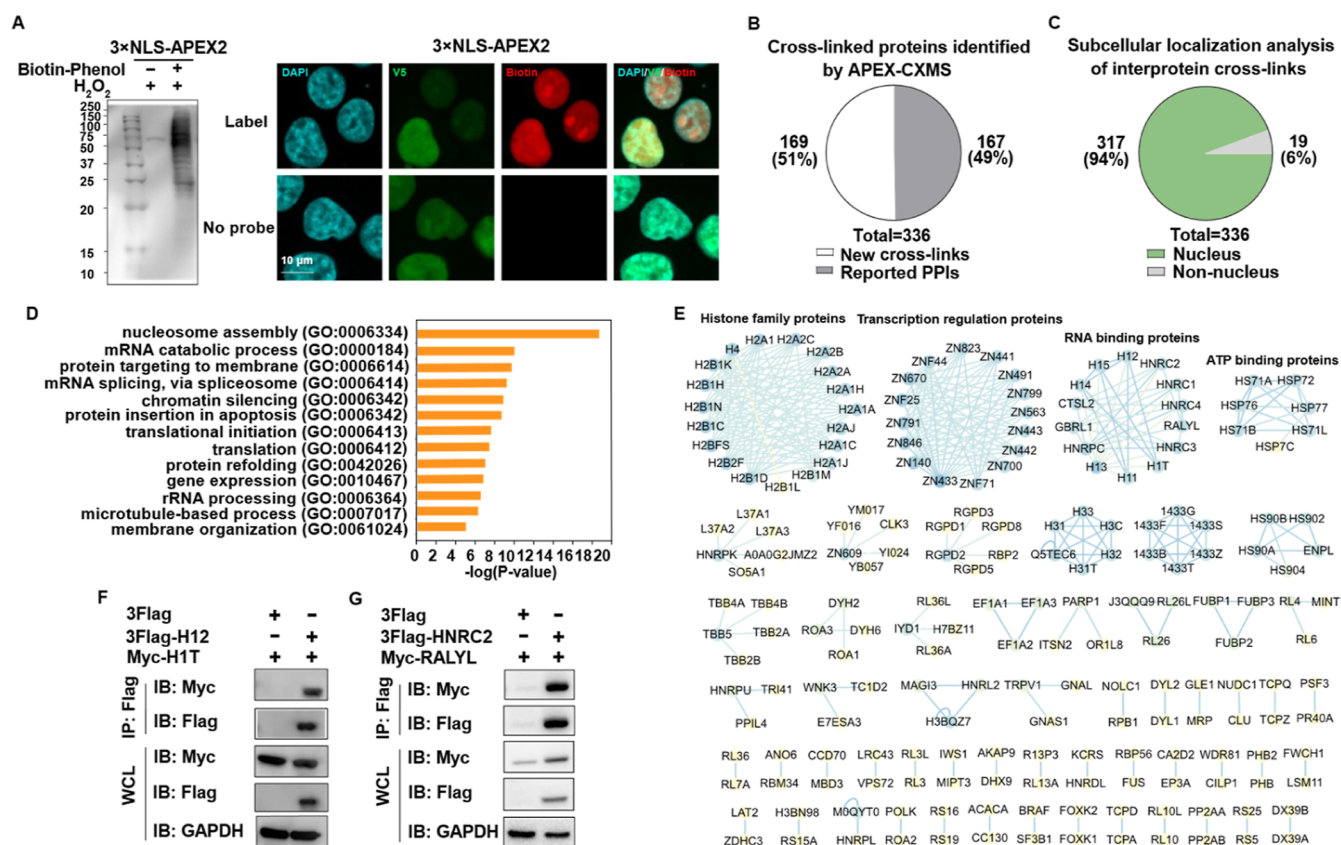 A
3×NLS-APEX2
Biotin-Phenol − +
H2O2 + +
250
150
100
75
50
37
25
20
15
10
3×NLS-APEX2
DAPI V5 Biotin DAPI/V5/Biotin
Label
No probe
10 μm
B
Cross-linked proteins identified
by APEX-CXMS
169
(51%)
167
(49%)
Total=336
New cross-links
Reported PPIs
C
Subcellular localization analysis
of interprotein cross-links
317
(94%)
19
(6%)
Total=336
Nucleus
Non-nucleus
D
nucleosome assembly (GO:0006334)
mRNA catabolic process (GO:0000184)
protein targeting to membrane (GO:0006614)
mRNA splicing, via spliceosome (GO:0006414)
chromatin silencing (GO:0006342)
protein insertion in apoptosis (GO:0006342)
translational initiation (GO:0006413)
translation (GO:0006412)
protein refolding (GO:0042026)
gene expression (GO:0010467)
rRNA processing (GO:0006364)
microtubule-based process (GO:0007017)
membrane organization (GO:0061024)
0 2 4 6 8 10 12 14 16 18 20
-log(P-value)
E
Histone family proteins
H4 H2A1 H2A2C
H2B1K H2A2B
H2B1H H2A2A
H2B1N H2A1H
H2B1C H2A1A
H2BFS H2AJ
H2B2F H2A1C
H2B1D H2A1J
H2B1L H2B1M
Transcription regulation proteins
ZN823
ZNF44 ZN441
ZN670 ZN491
ZNF25 ZN799
ZN791 ZN563
ZN846 ZN443
ZN140 ZN442
ZN433 ZN700
ZNF71
RNA binding proteins
H15 H12 HNRC2
H14 HNRC1
CTSL2 HNRC4
GBRL1 RALYL
HNRPC HNRC3
H13 H1T
H11
ATP binding proteins
HS71A HSP72
HSP76 HSP77
HS71B HS71L
HSP7C
L37A1
L37A2 L37A3
HNRPK A0A0G2JMZ2
SO5A1
YM017
YF016 CLK3
ZN609 YI024
YB057
RGPD3
RGPD1 RGPD8
RGPD2 RBP2
RGPD5
H33
H31 H3C
Q5TEC6 H32
H31T
1433G
1433F 1433S
1433B 1433Z
1433T
HS90B HS902
HS90A ENPL
HS904
TBB4A TBB4B
TBB5 TBB2A
TBB2B
DYH2
ROA3 DYH6
ROA1
RL36L
IYD1 H7BZ11
RL36A
EF1A1 EF1A3 PARP1 J3QQQ9 RL26L FUBP1 FUBP3 RL4 MINT
EF1A2 ITSN2 OR1L8 RL26 FUBP2 RL6
HNRPU TRI41 WNK3 TC1D2 MAGI3 HNRL2 TRPV1 GNAL NOLC1 DYL2 GLE1 NUDC1 TCPQ PSF3
PPIL4 E7ESA3 H3BQZ7 GNAS1 RPB1 DYL1 MRP CLU TCPZ PR40A
RL36 ANO6 CCD70 LRC43 RL3L IWS1 AKAP9 R13P3 KCRS RBP56 CA2D2 WDR81 PHB2 FWCH1
RL7A RBM34 MBD3 VPS72 RL3 MIPT3 DHX9 RL13A HNRDL FUS EP3A CILP1 PHB LSM11
LAT2 H3BN98 M0QYT0 POLK RS16 ACACA BRAF FOXK2 TCPD RL10L PP2AA RS25 DX39B
ZDHC3 RS15A HNRPL ROA2 RS19 CC130 SF3B1 FOXK1 TCPA RL10 PP2AB RS5 DX39A
F
3Flag + −
3Flag-H12 − +
Myc-H1T + +
IP: Flag
IB: Myc
IB: Flag
WCL
IB: Myc
IB: Flag
IB: GAPDH
G
3Flag + −
3Flag-HNRC2 − +
Myc-RALYL + +
IP: Flag
IB: Myc
IB: Flag
WCL
IB: Myc
IB: Flag
IB: GAPDH